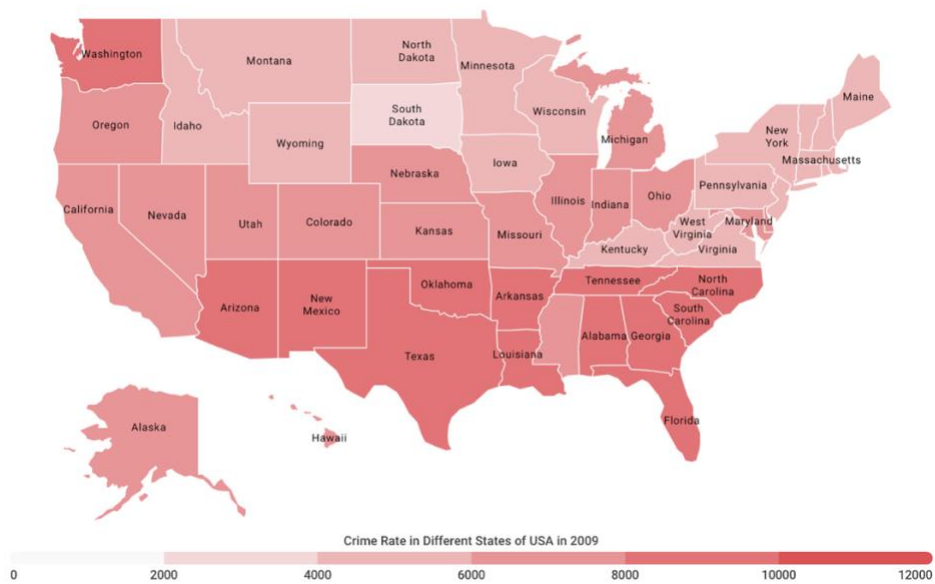 Washington
Montana
North
Dakota
Minnesota
Oregon
Idaho
South
Dakota
Wisconsin
Maine
Wyoming
Michigan
New
York
Massachusetts
Iowa
Nebraska
Pennsylvania
California
Nevada
Utah
Colorado
Kansas
Missouri
Illinois
Indiana
Ohio
West
Virginia
Maryland
Kentucky
Virginia
Arizona
New
Mexico
Oklahoma
Arkansas
Tennessee
North
Carolina
South
Carolina
Texas
Louisiana
Alabama
Georgia
Florida
Alaska
Hawaii
Crime Rate in Different States of USA in 2009
0 2000 4000 6000 8000 10000 12000